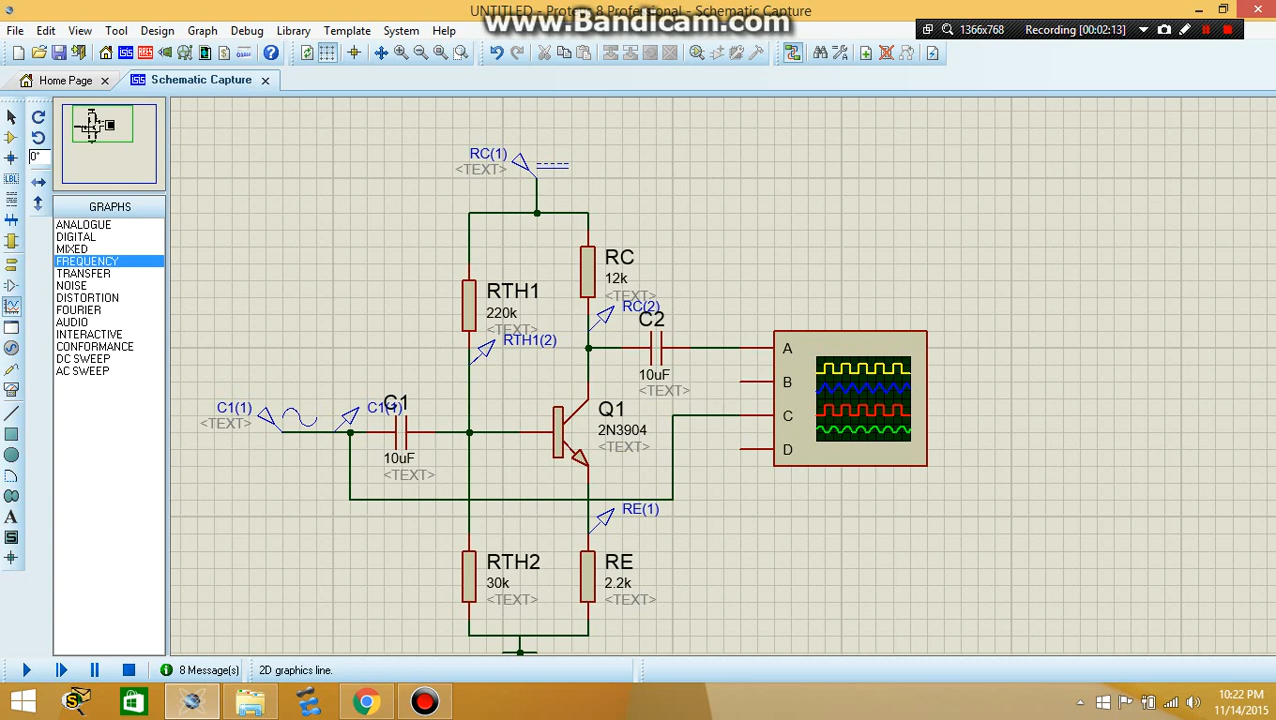 UNTITLED - Proteus 8 Professional - Schematic Capture
www.Bandicam.com
File Edit View Tool Design Graph Debug Library Template System Help
1366x768 Recording [00:02:13]
Home Page
Schematic Capture
0°
LBL
GRAPHS
ANALOGUE
DIGITAL
MIXED
FREQUENCY
TRANSFER
NOISE
DISTORTION
FOURIER
AUDIO
INTERACTIVE
CONFORMANCE
DC SWEEP
AC SWEEP
RC(1)
<TEXT>
RC
12k
<TEXT>
RC(2)
RTH1
220k
<TEXT>
RTH1(2)
C2
10uF
<TEXT>
A
B
C
D
C1(1)
<TEXT>
C1(1)
C1
10uF
<TEXT>
Q1
2N3904
<TEXT>
RE(1)
RTH2
30k
<TEXT>
RE
2.2k
<TEXT>
8 Message(s)
2D graphics line.
10:22 PM
11/14/2015